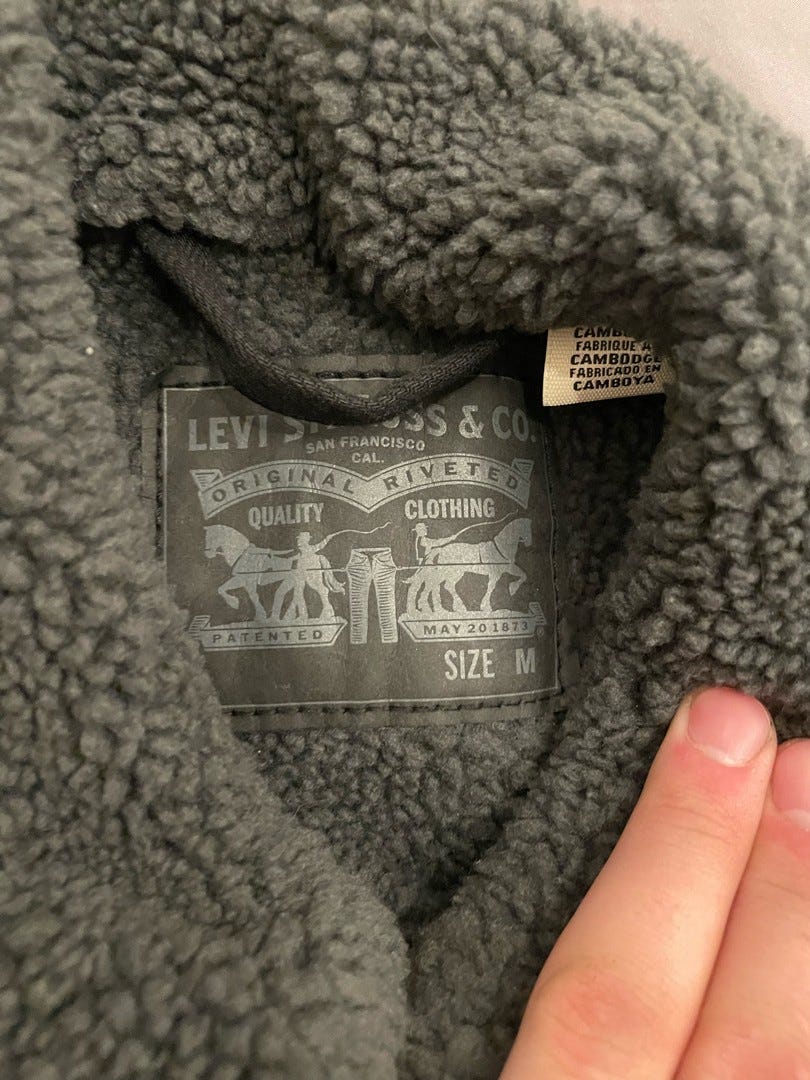 LEVI & CO.
SAN FRANCISCO
CAL.
ORIGINAL RIVETED
QUALITY CLOTHING
PATENTED MAY 20 1873
®
SIZE M
FABRIQUE A
CAMBODGE
FABRICADO EN
CAMBOYA